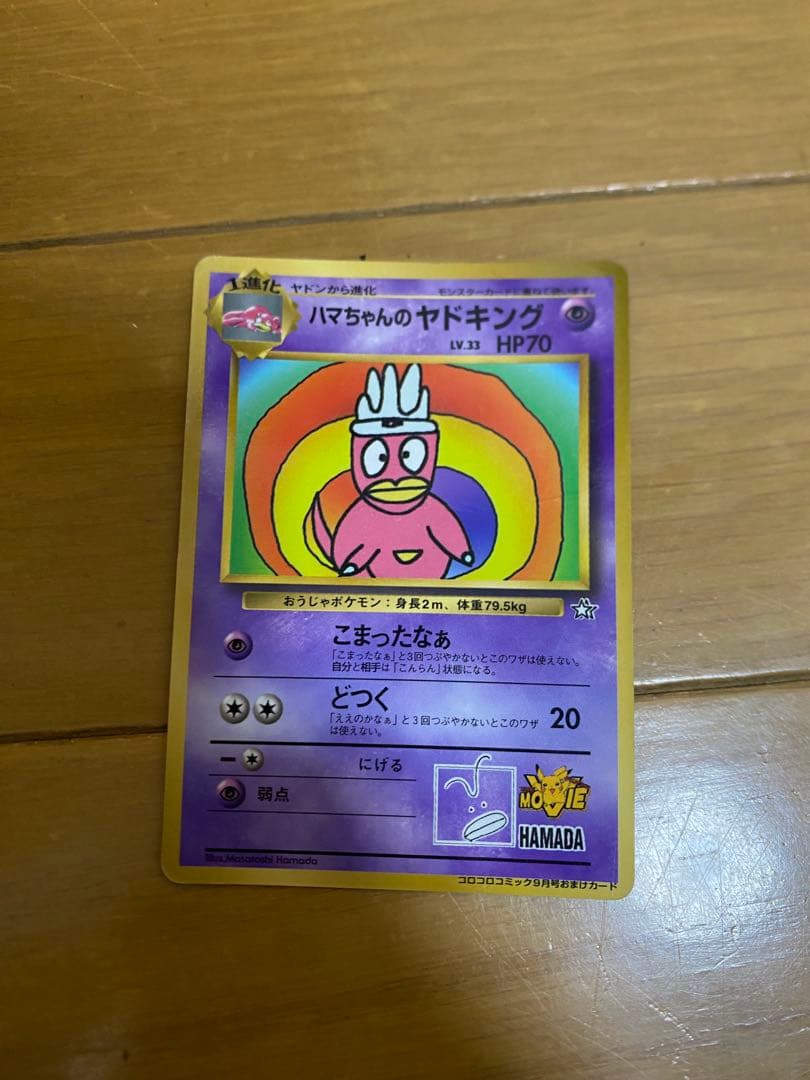 1進化 ヤドンから進化 モンスターカードに重ねて使います。
ハマちゃんの ヤドキング
LV.33 HP70
おうじゃポケモン：身長2m、体重79.5kg
こまったなぁ
「こまったなぁ」と3回つぶやかないとこのワザは使えない。
自分と相手は「こんらん」状態になる。
どつく
「ええのかなぁ」と3回つぶやかないとこのワザ
は使えない。
20
にげる
弱点
MOVIE
HAMADA
Illus. Masatoshi Hamada
コロコロコミック9月号おまけカード